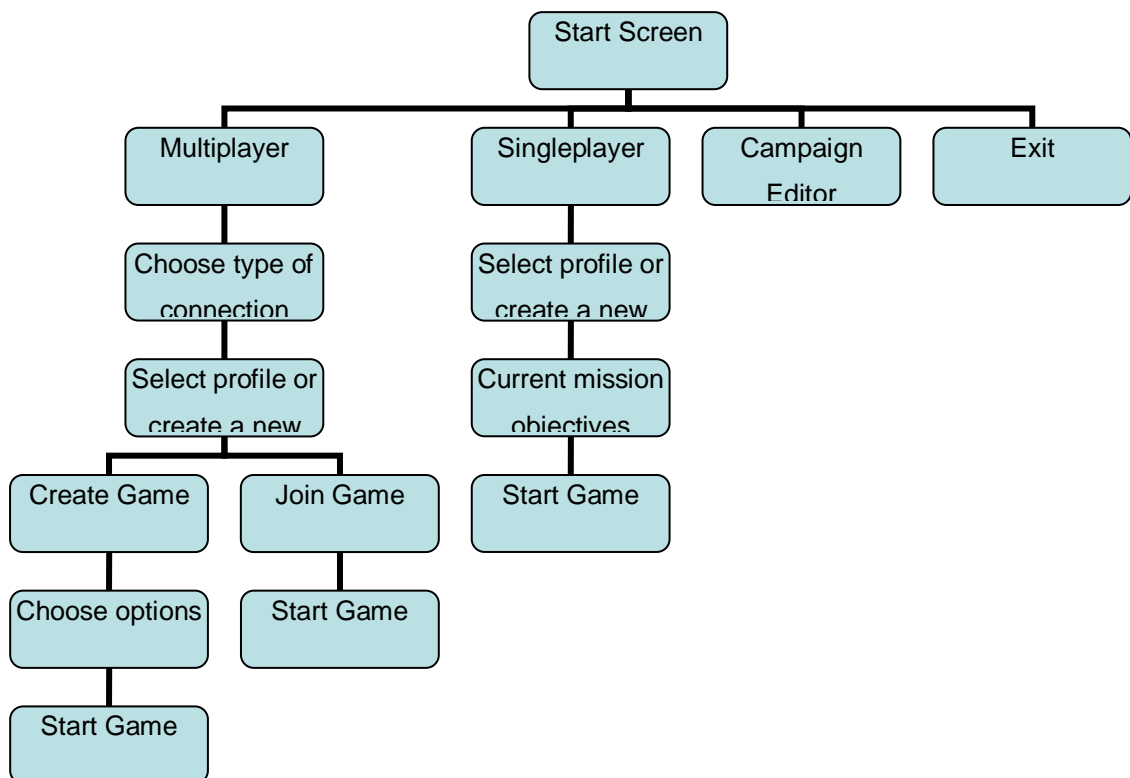 Start Screen
Multiplayer
Singleplayer
Campaign
Editor
Exit
Choose type of
connection
Select profile or
create a new
Select profile or
create a new
Current mission
objectives
Create Game
Join Game
Start Game
Choose options
Start Game
Start Game